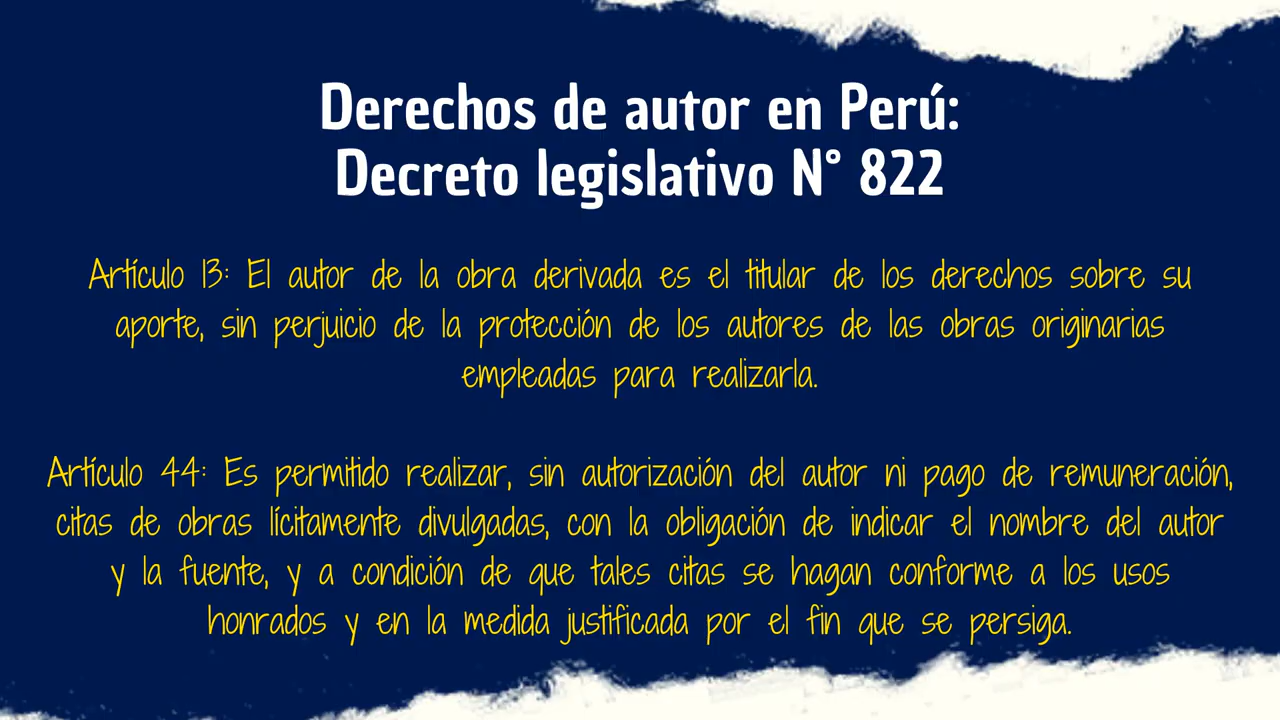 Derechos de autor en Perú:
Decreto legislativo N° 822
Artículo 13: El autor de la obra derivada es el titular de los derechos sobre su
aporte, sin perjuicio de la protección de los autores de las obras originarias
empleadas para realizarla.
Artículo 44: Es permitido realizar, sin autorización del autor ni pago de remuneración,
citas de obras lícitamente divulgadas, con la obligación de indicar el nombre del autor
y la fuente, y a condición de que tales citas se hagan conforme a los usos
honrados y en la medida justificada por el fin que se persiga.